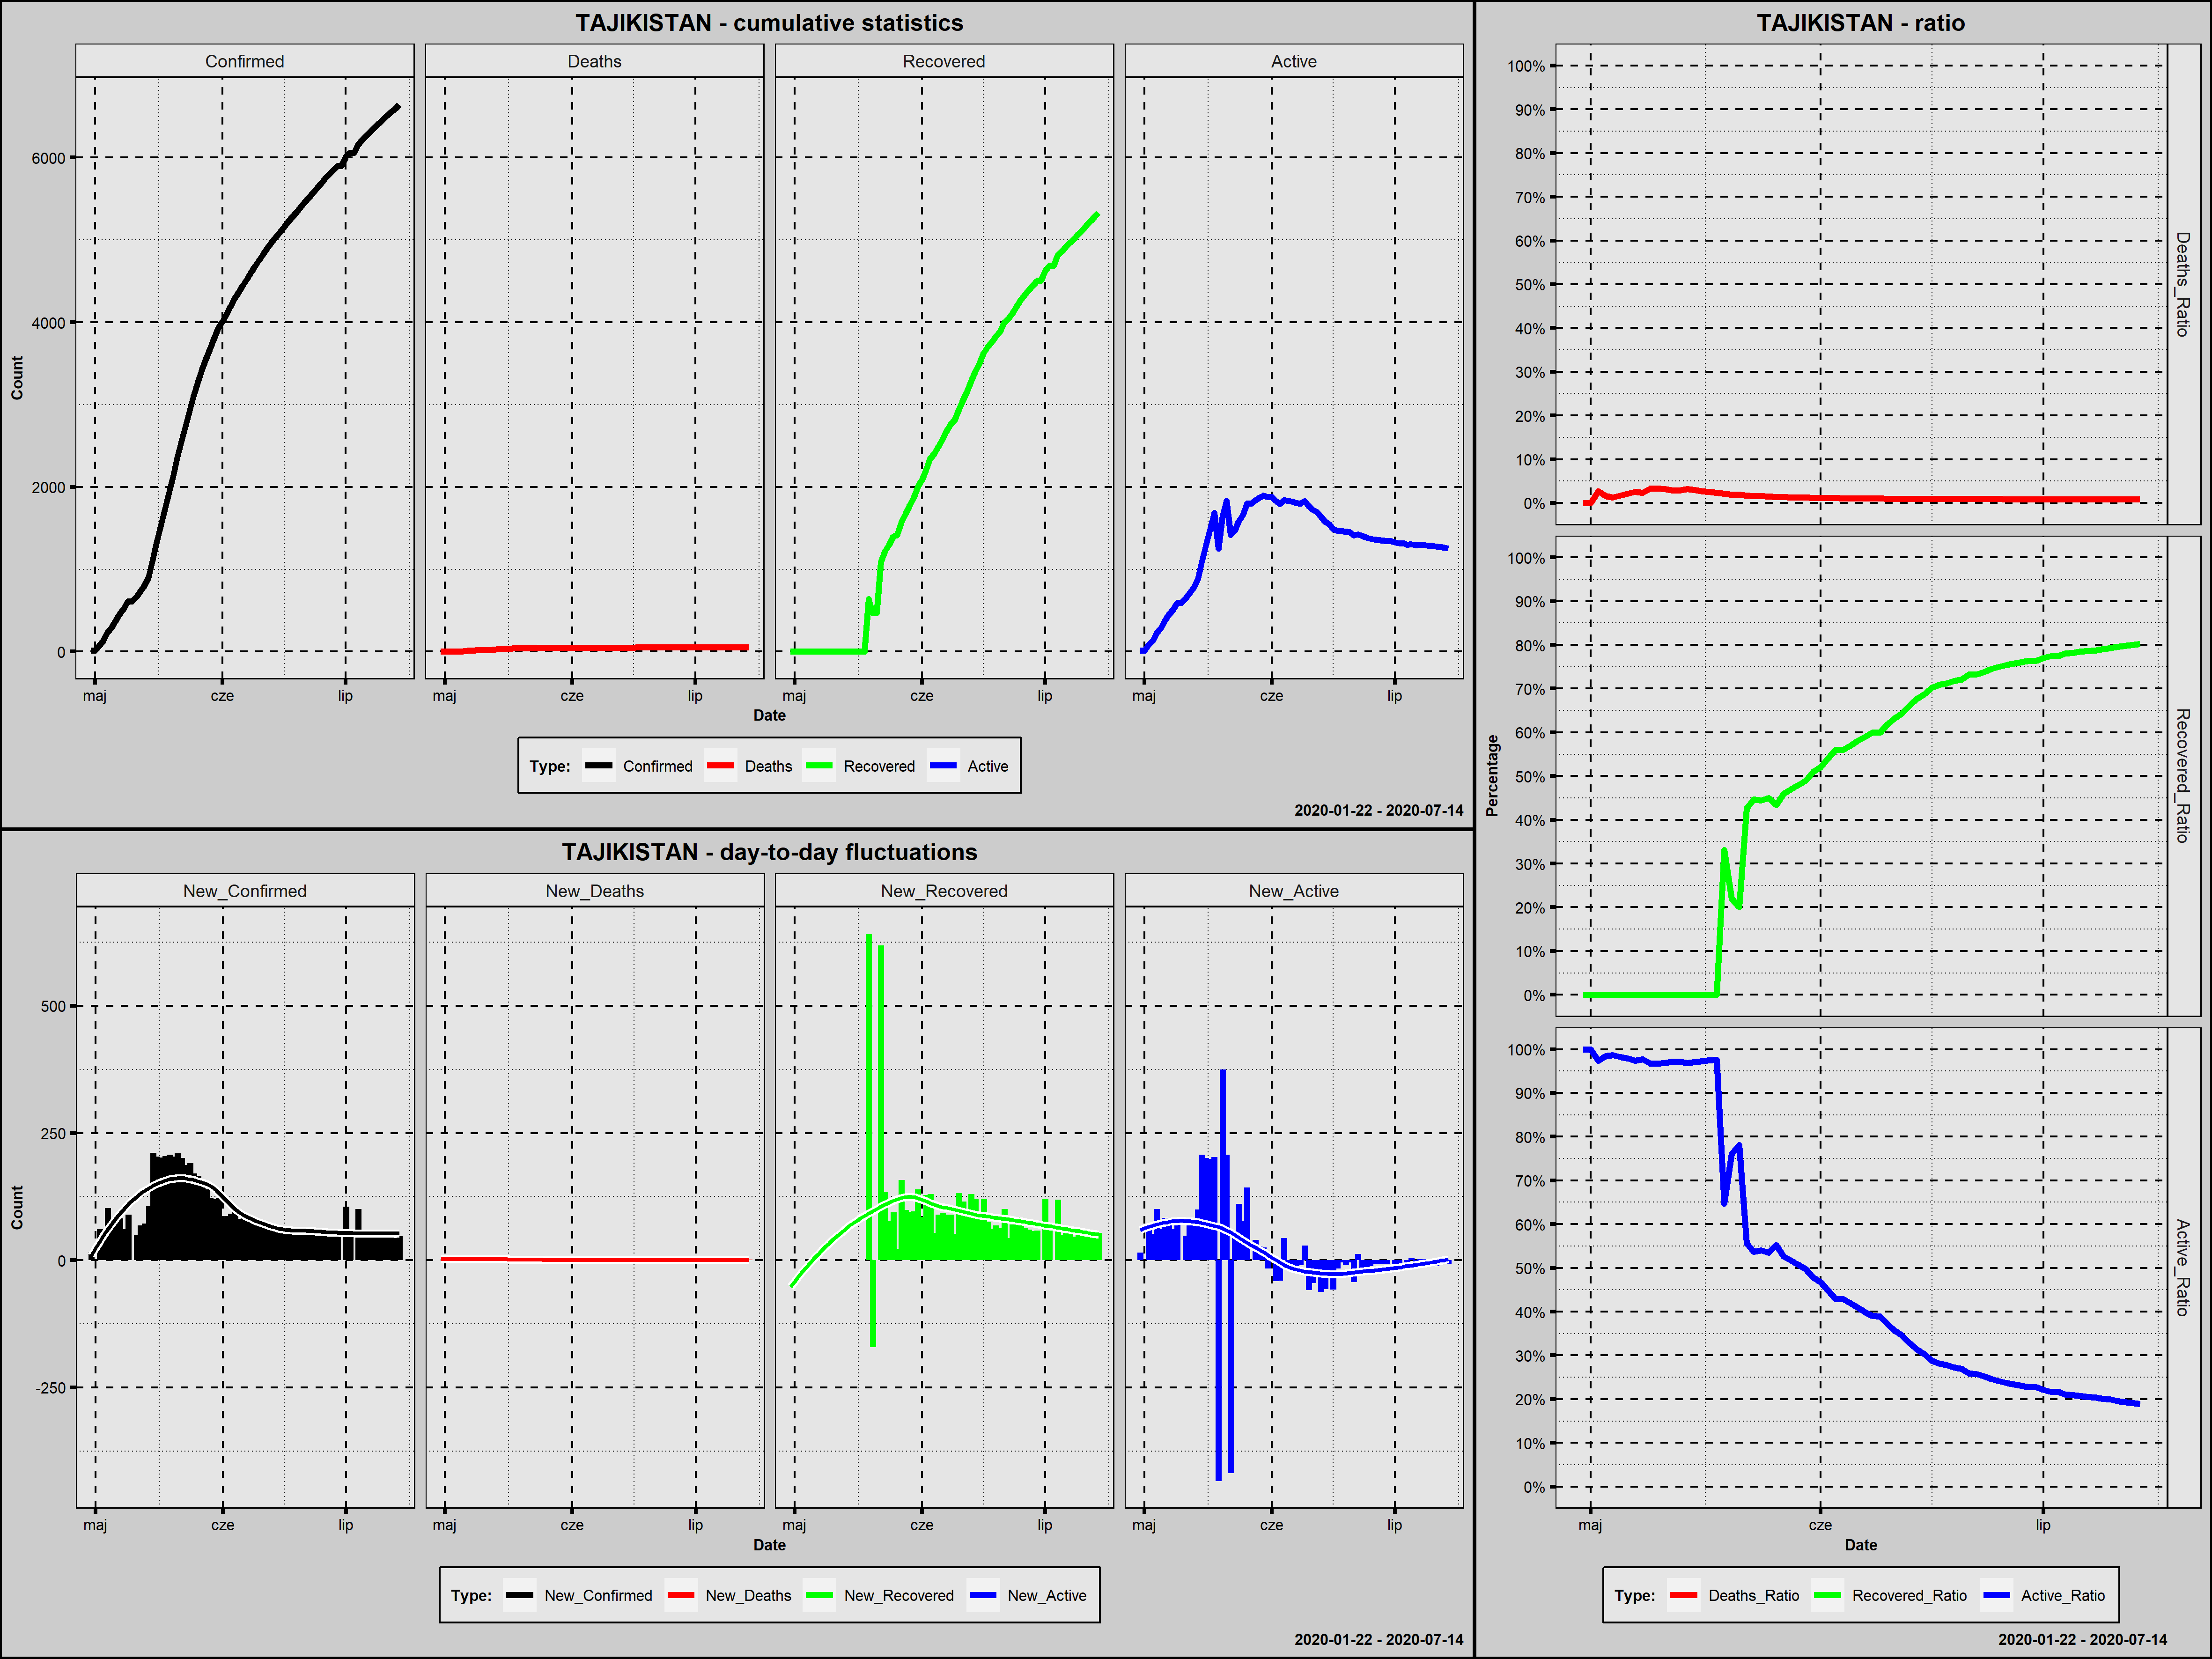 TAJIKISTAN - cumulative statistics
Confirmed Deaths Recovered Active
Count
6000
4000
2000
0
maj cze lip maj cze lip maj cze lip maj cze lip
Date
Type: Confirmed Deaths Recovered Active
2020-01-22 - 2020-07-14
TAJIKISTAN - day-to-day fluctuations
New_Confirmed New_Deaths New_Recovered New_Active
Count
500
250
0
-250
maj cze lip maj cze lip maj cze lip maj cze lip
Date
Type: New_Confirmed New_Deaths New_Recovered New_Active
2020-01-22 - 2020-07-14
TAJIKISTAN - ratio
Percentage
100%
90%
80%
70%
60%
50%
40%
30%
20%
10%
0%
Deaths_Ratio
100%
90%
80%
70%
60%
50%
40%
30%
20%
10%
0%
Recovered_Ratio
100%
90%
80%
70%
60%
50%
40%
30%
20%
10%
0%
Active_Ratio
maj cze lip
Date
Type: Deaths_Ratio Recovered_Ratio Active_Ratio
2020-01-22 - 2020-07-14